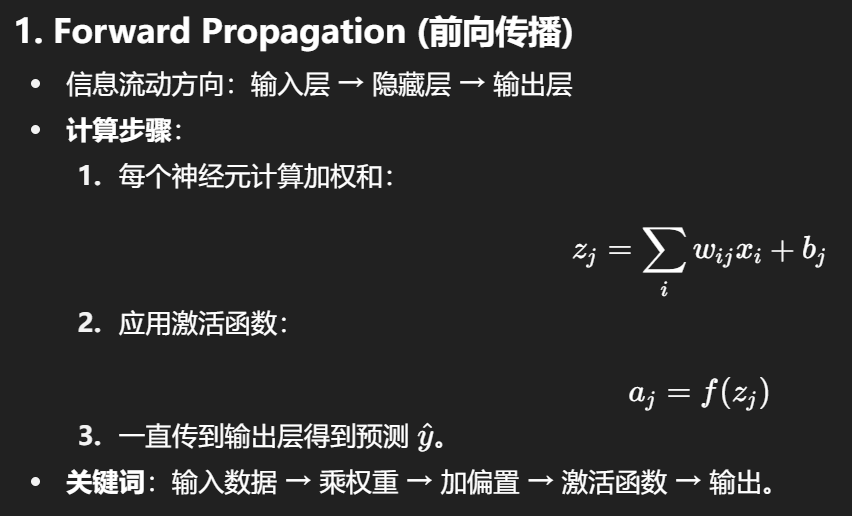 1. Forward Propagation (前向传播)
• 信息流动方向：输入层 → 隐藏层 → 输出层
• 计算步骤：
1. 每个神经元计算加权和：
z_j = ∑_i w_{ij} x_i + b_j
2. 应用激活函数：
a_j = f(z_j)
3. 一直传到输出层得到预测 ŷ。
• 关键词：输入数据 → 乘权重 → 加偏置 → 激活函数 → 输出。